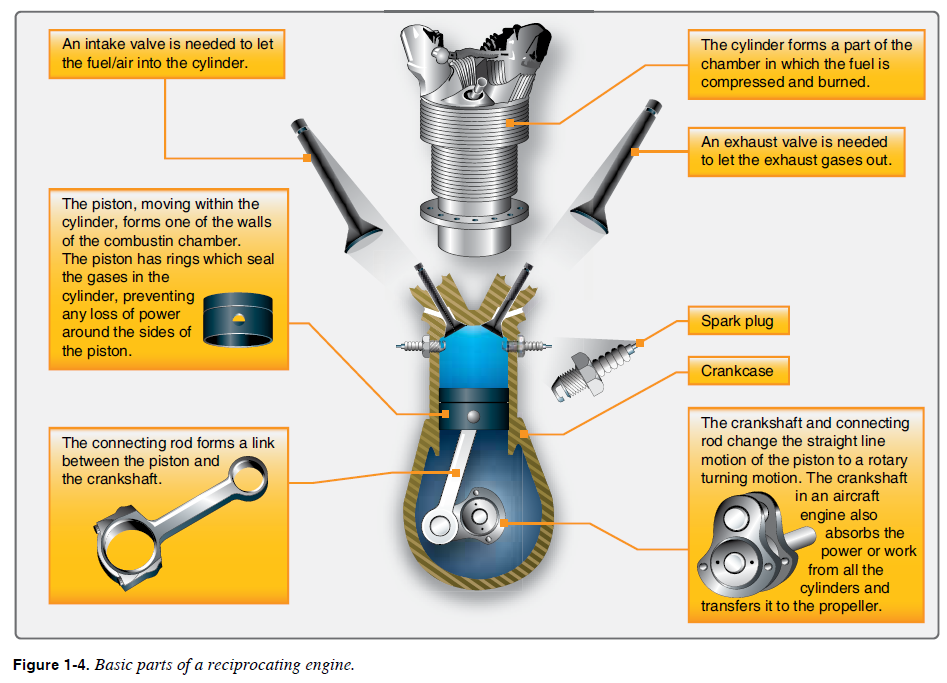 An intake valve is needed to let
the fuel/air into the cylinder.
The cylinder forms a part of the
chamber in which the fuel is
compressed and burned.
An exhaust valve is needed
to let the exhaust gases out.
The piston, moving within the
cylinder, forms one of the walls
of the combustin chamber.
The piston has rings which seal
the gases in the
cylinder, preventing
any loss of power
around the sides of
the piston.
Spark plug
Crankcase
The connecting rod forms a link
between the piston and
the crankshaft.
The crankshaft and connecting
rod change the straight line
motion of the piston to a rotary
turning motion. The crankshaft
in an aircraft
engine also
absorbs the
power or work
from all the
cylinders and
transfers it to the propeller.
Figure 1-4. Basic parts of a reciprocating engine.